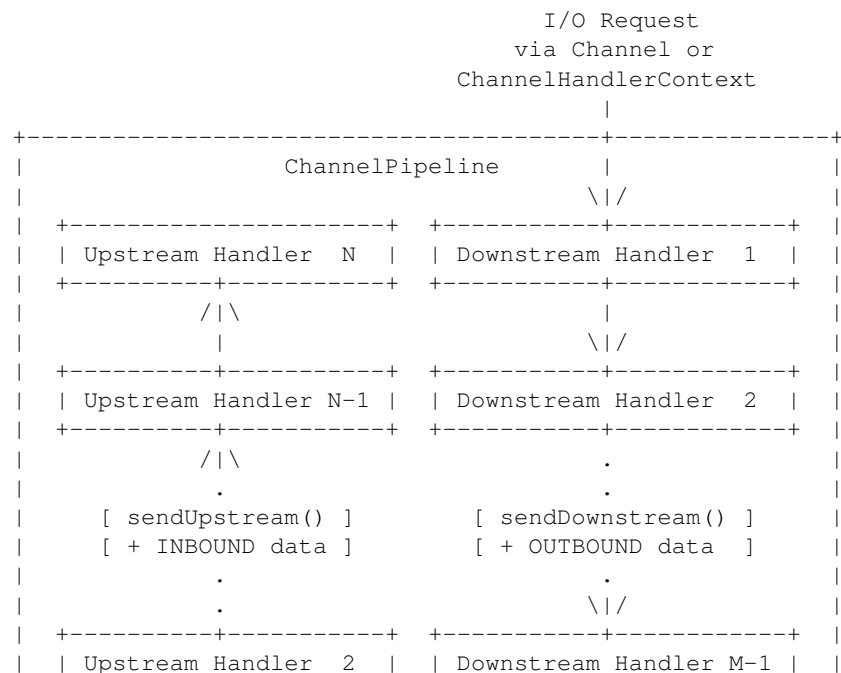 I/O Request
                                     via Channel or
                                 ChannelHandlerContext
                                           |
  +----------------------------------------+---------------+
  |                  ChannelPipeline       |               |
  |                                       \|/              |
  |  +----------------------+  +-----------+------------+  |
  |  | Upstream Handler  N  |  | Downstream Handler  1  |  |
  |  +----------+-----------+  +-----------+------------+  |
  |            /|\                         |               |
  |             |                         \|/              |
  |  +----------+-----------+  +-----------+------------+  |
  |  | Upstream Handler N-1 |  | Downstream Handler  2  |  |
  |  +----------+-----------+  +-----------+------------+  |
  |            /|\                         .               |
  |             .                          .               |
  |     [ sendUpstream() ]        [ sendDownstream() ]     |
  |     [ + INBOUND data ]        [ + OUTBOUND data  ]     |
  |             .                          .               |
  |             .                         \|/              |
  |  +----------+-----------+  +-----------+------------+  |
  |  | Upstream Handler  2  |  | Downstream Handler M-1 |  |